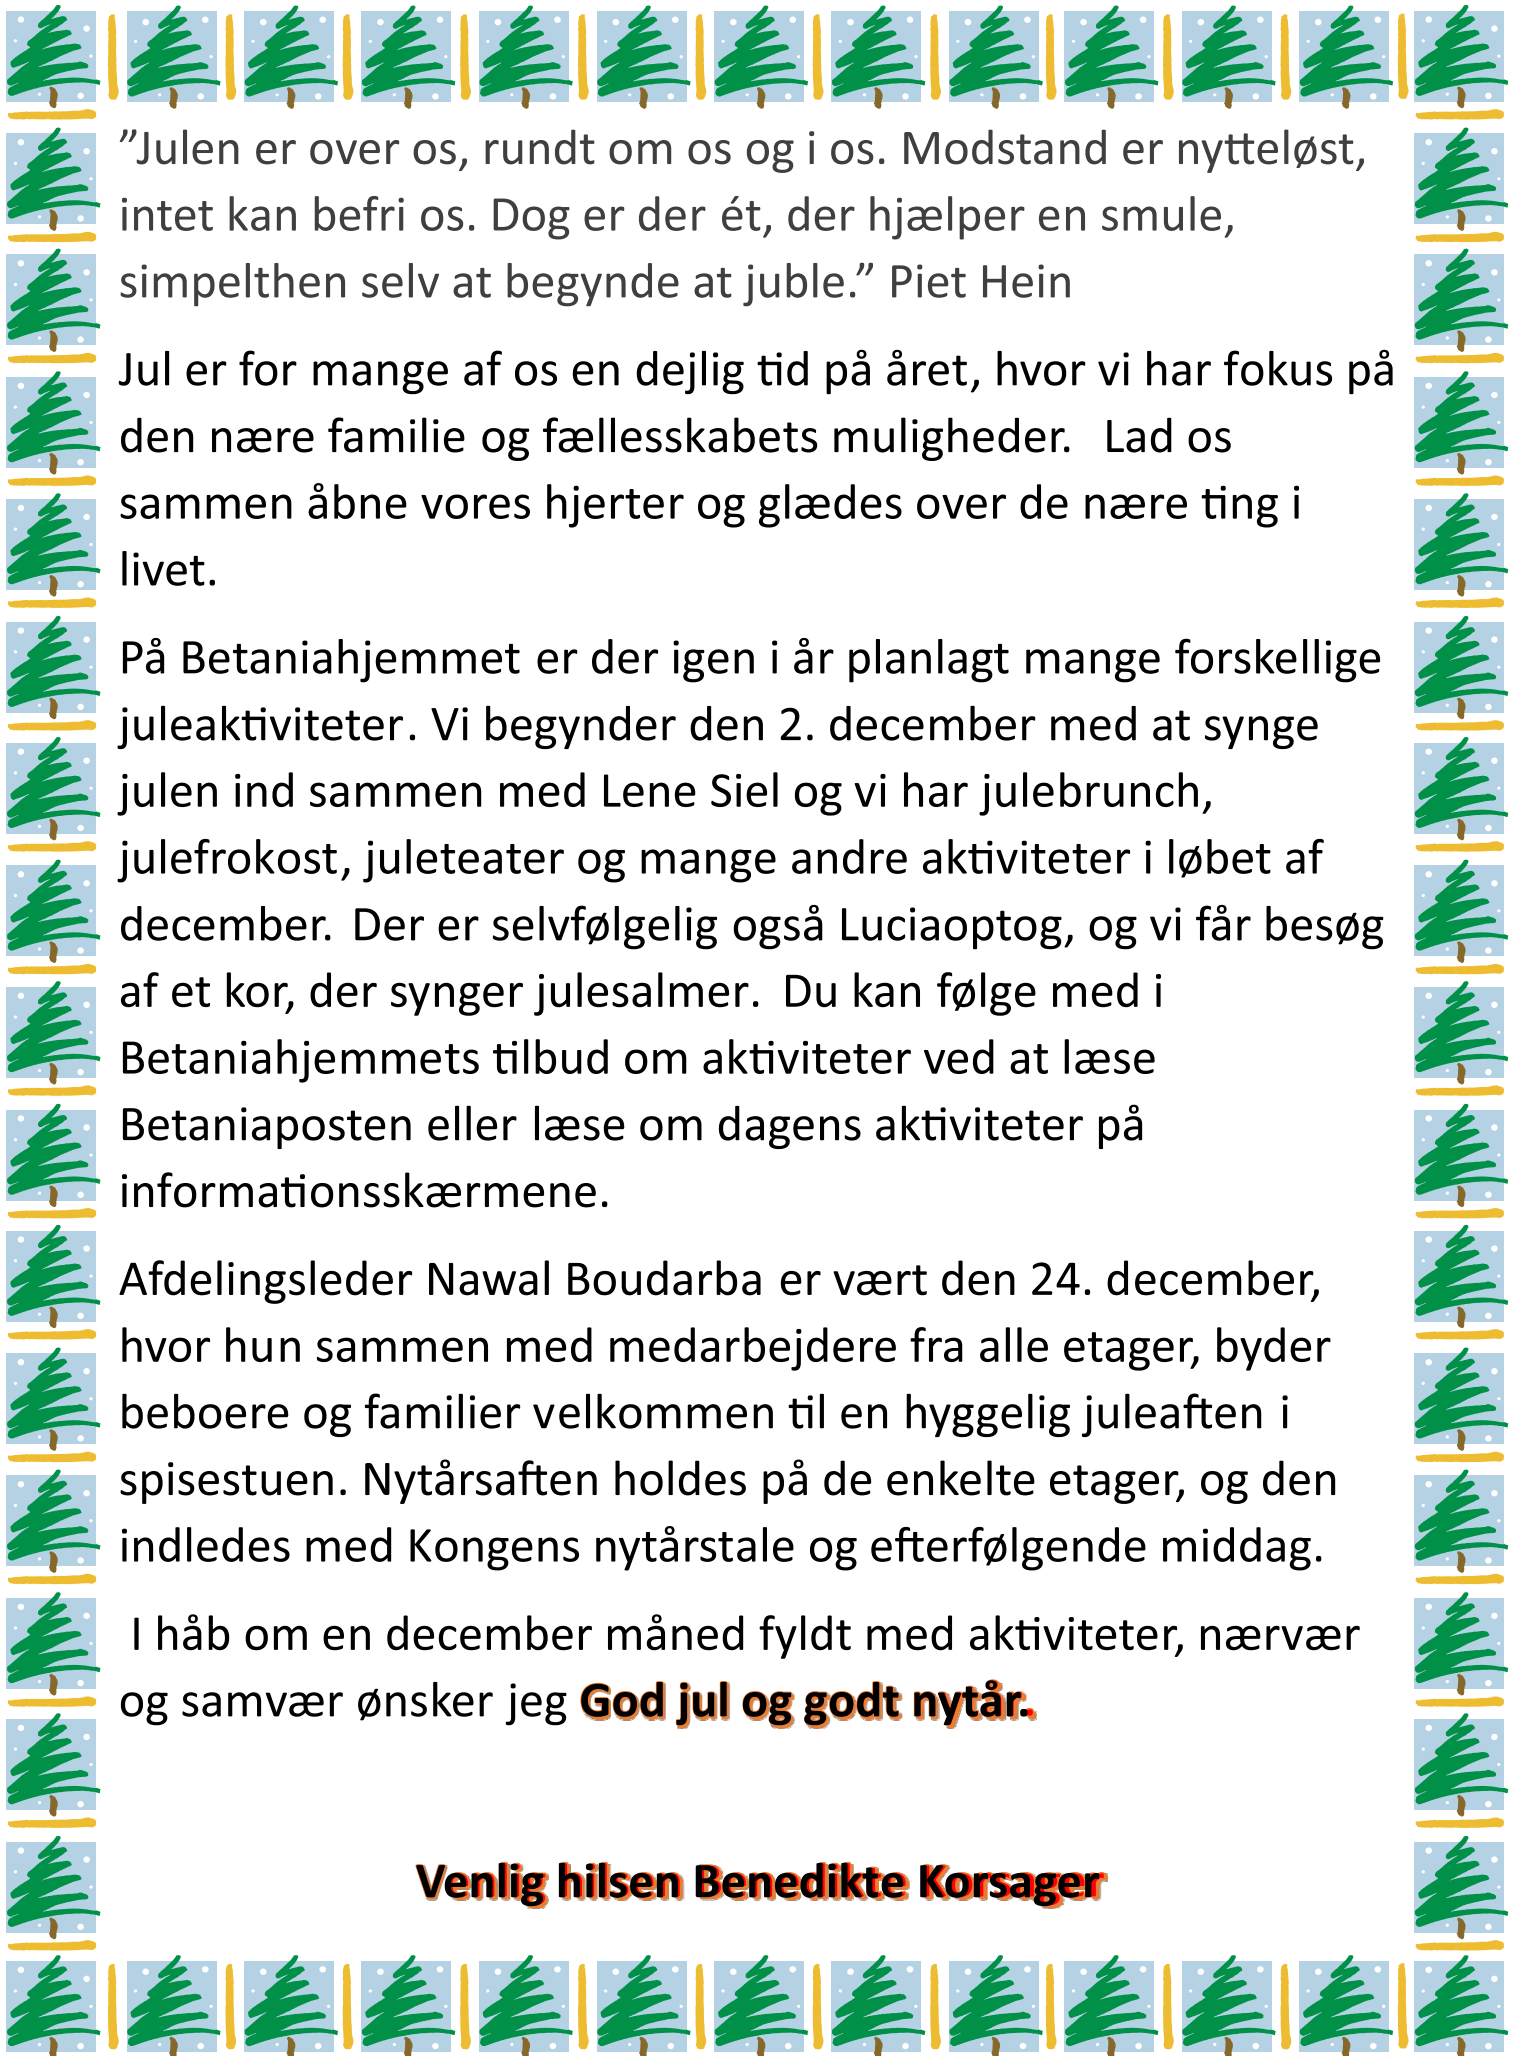 ”Julen er over os, rundt om os og i os. Modstand er nytteløst,
intet kan befri os. Dog er der ét, der hjælper en smule,
simpelthen selv at begynde at juble.” Piet Hein
Jul er for mange af os en dejlig tid på året, hvor vi har fokus på
den nære familie og fællesskabets muligheder. Lad os
sammen åbne vores hjerter og glædes over de nære ting i
livet.
På Betaniahjemmet er der igen i år planlagt mange forskellige
juleaktiviteter. Vi begynder den 2. december med at synge
julen ind sammen med Lene Siel og vi har julebrunch,
julefrokost, juleteater og mange andre aktiviteter i løbet af
december. Der er selvfølgelig også Luciaoptog, og vi får besøg
af et kor, der synger julesalmer. Du kan følge med i
Betaniahjemmets tilbud om aktiviteter ved at læse
Betaniaposten eller læse om dagens aktiviteter på
informationsskærmene.
Afdelingsleder Nawal Boudarba er vært den 24. december,
hvor hun sammen med medarbejdere fra alle etager, byder
beboere og familier velkommen til en hyggelig juleaften i
spisestuen. Nytårsaften holdes på de enkelte etager, og den
indledes med Kongens nytårstale og efterfølgende middag.
I håb om en december måned fyldt med aktiviteter, nærvær
og samvær ønsker jeg God jul og godt nytår.
Venlig hilsen Benedikte Korsager